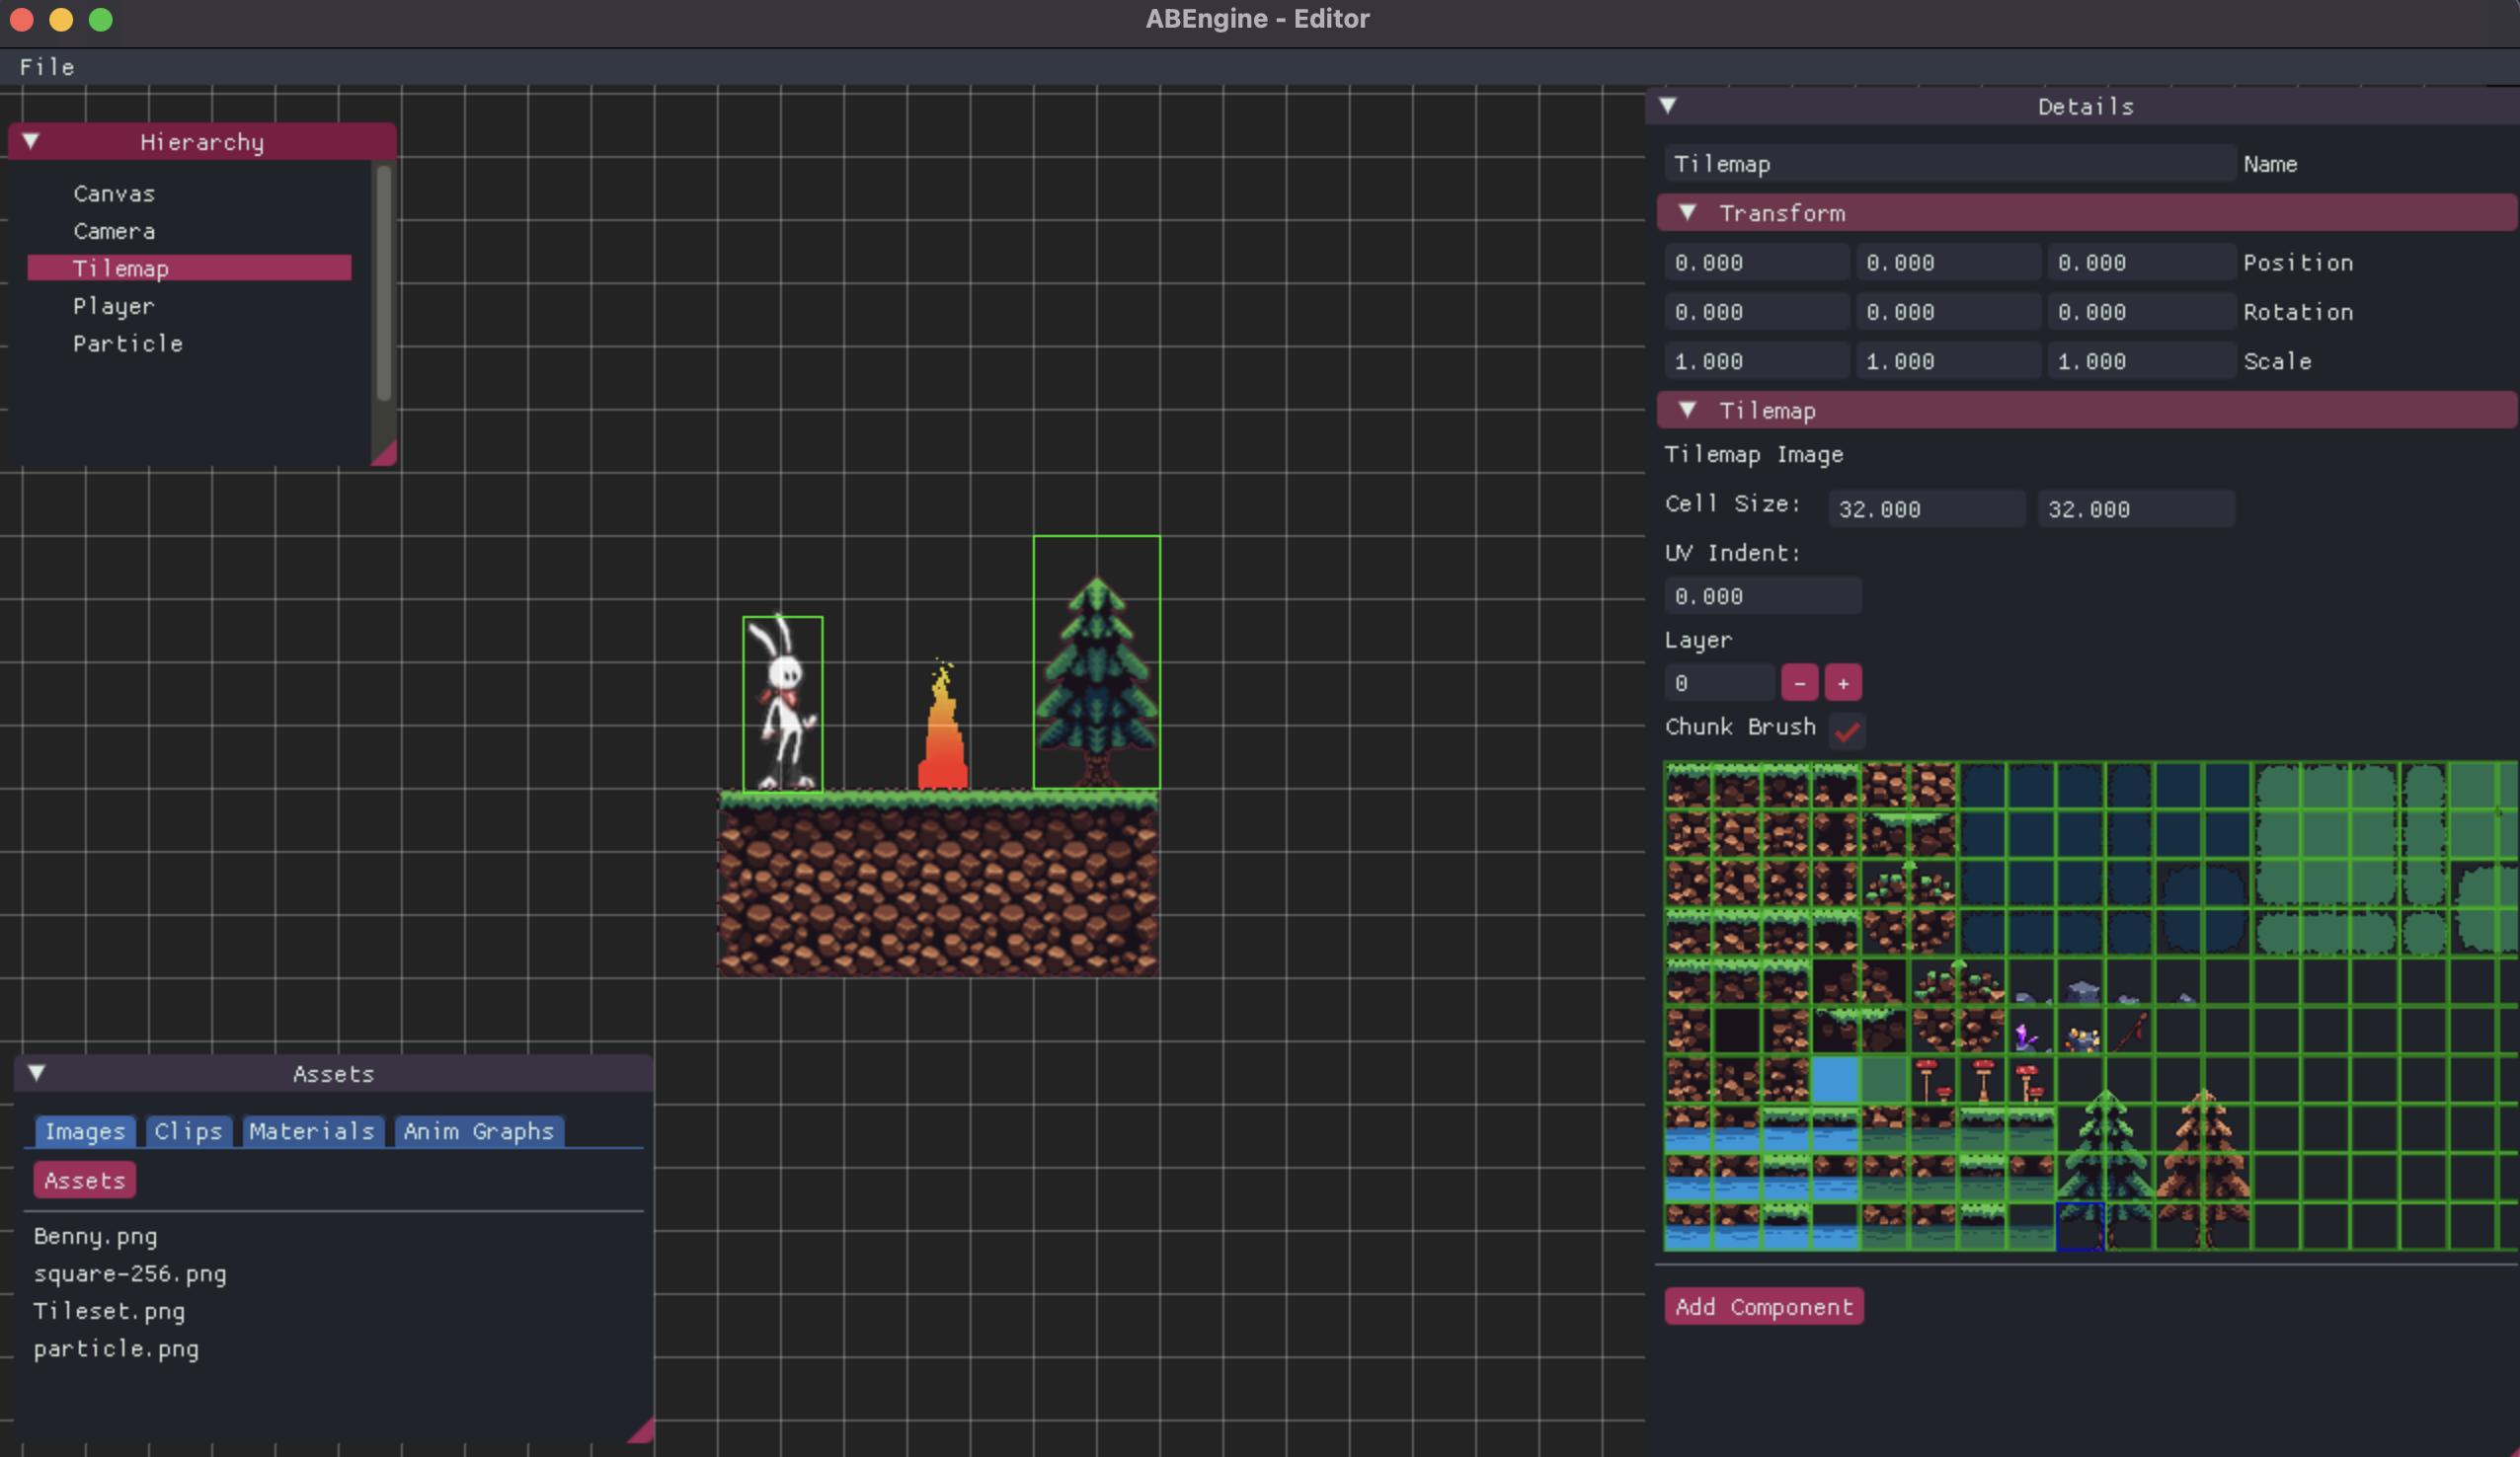 ABEngine - Editor
File
Hierarchy
Canvas
Camera
Tilemap
Player
Particle
Assets
Images Clips Materials Anim Graphs
Assets
Benny.png
square-256.png
Tileset.png
particle.png
Details
Tilemap Name
Transform
0.000 0.000 0.000 Position
0.000 0.000 0.000 Rotation
1.000 1.000 1.000 Scale
Tilemap
Tilemap Image
Cell Size: 32.000 32.000
UV Indent:
0.000
Layer
0 - +
Chunk Brush
Add Component